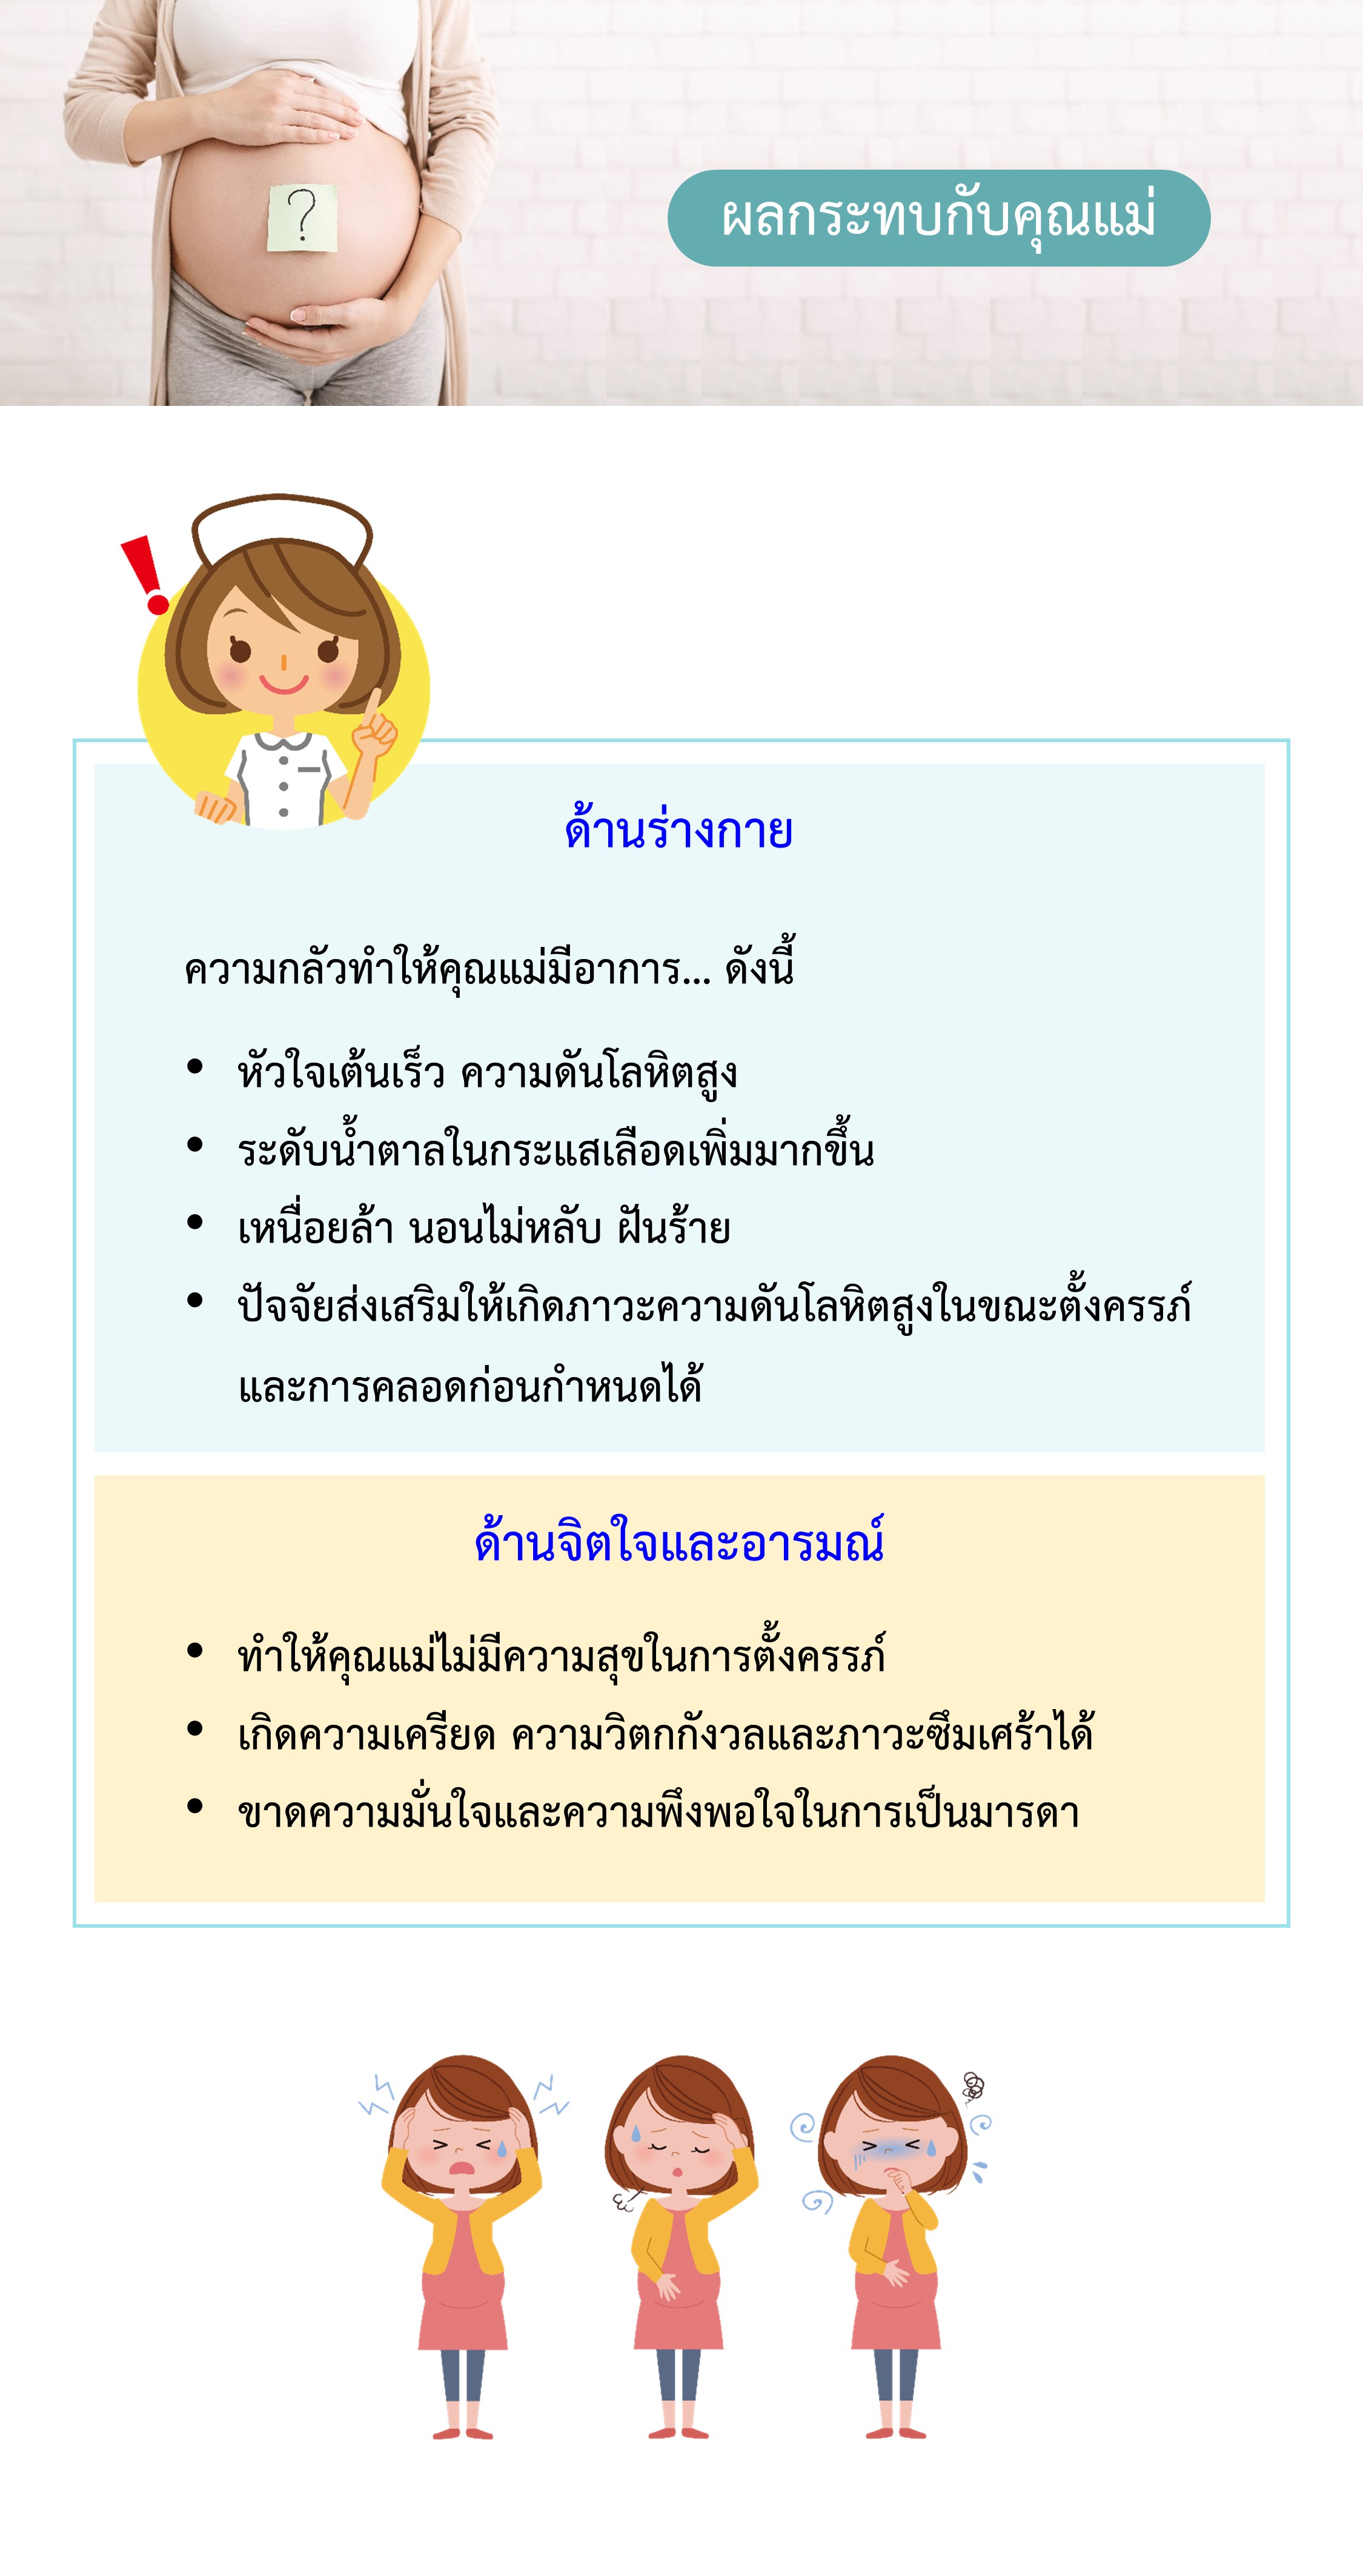 ?
ผลกระทบกับคุณแม่
ด้านร่างกาย
ความกลัวทำให้คุณแม่มีอาการ... ดังนี้
• หัวใจเต้นเร็ว ความดันโลหิตสูง
• ระดับน้ำตาลในกระแสเลือดเพิ่มมากขึ้น
• เหนื่อยล้า นอนไม่หลับ ฝันร้าย
• ปัจจัยส่งเสริมให้เกิดภาวะความดันโลหิตสูงในขณะตั้งครรภ์
และการคลอดก่อนกำหนดได้
ด้านจิตใจและอารมณ์
• ทำให้คุณแม่ไม่มีความสุขในการตั้งครรภ์
• เกิดความเครียด ความวิตกกังวลและภาวะซึมเศร้าได้
• ขาดความมั่นใจและความพึงพอใจในการเป็นมารดา